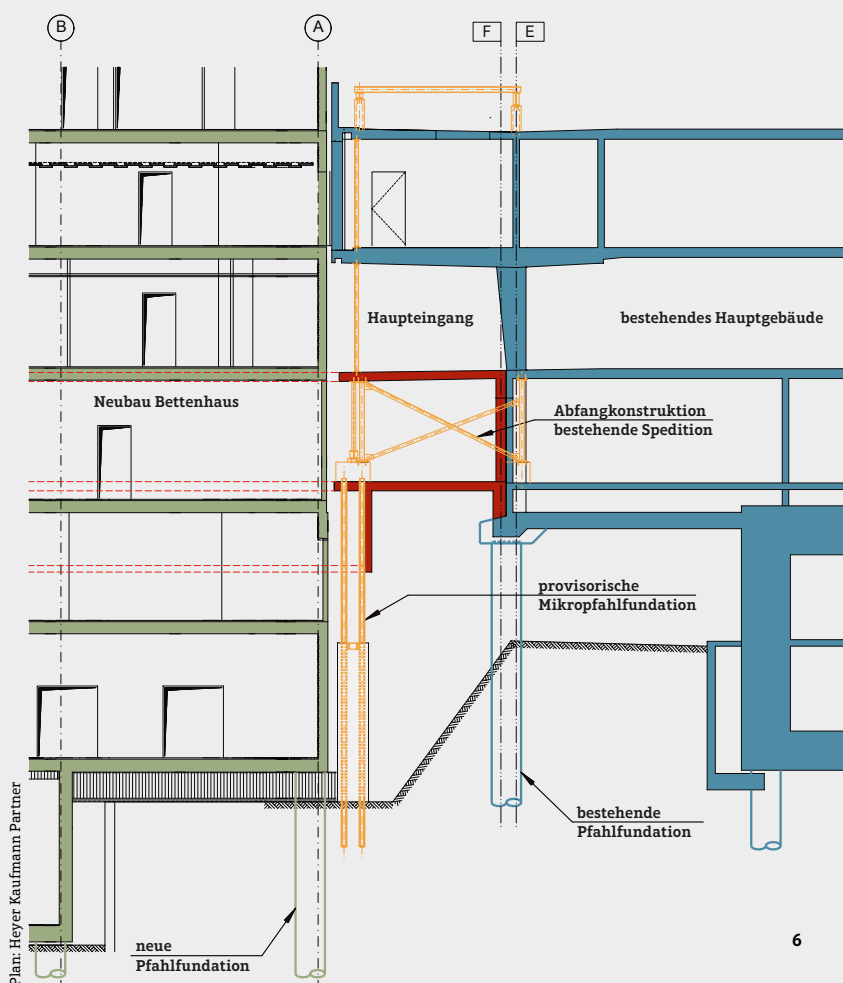 B
A
F
E
Haupteingang
bestehendes Hauptgebäude
Neubau Bettenhaus
Abfangkonstruktion
bestehende Spedition
provisorische
Mikropfahlfundation
bestehende
Pfahlfundation
neue
Pfahlfundation
Plan: Heyer Kaufmann Partner
6